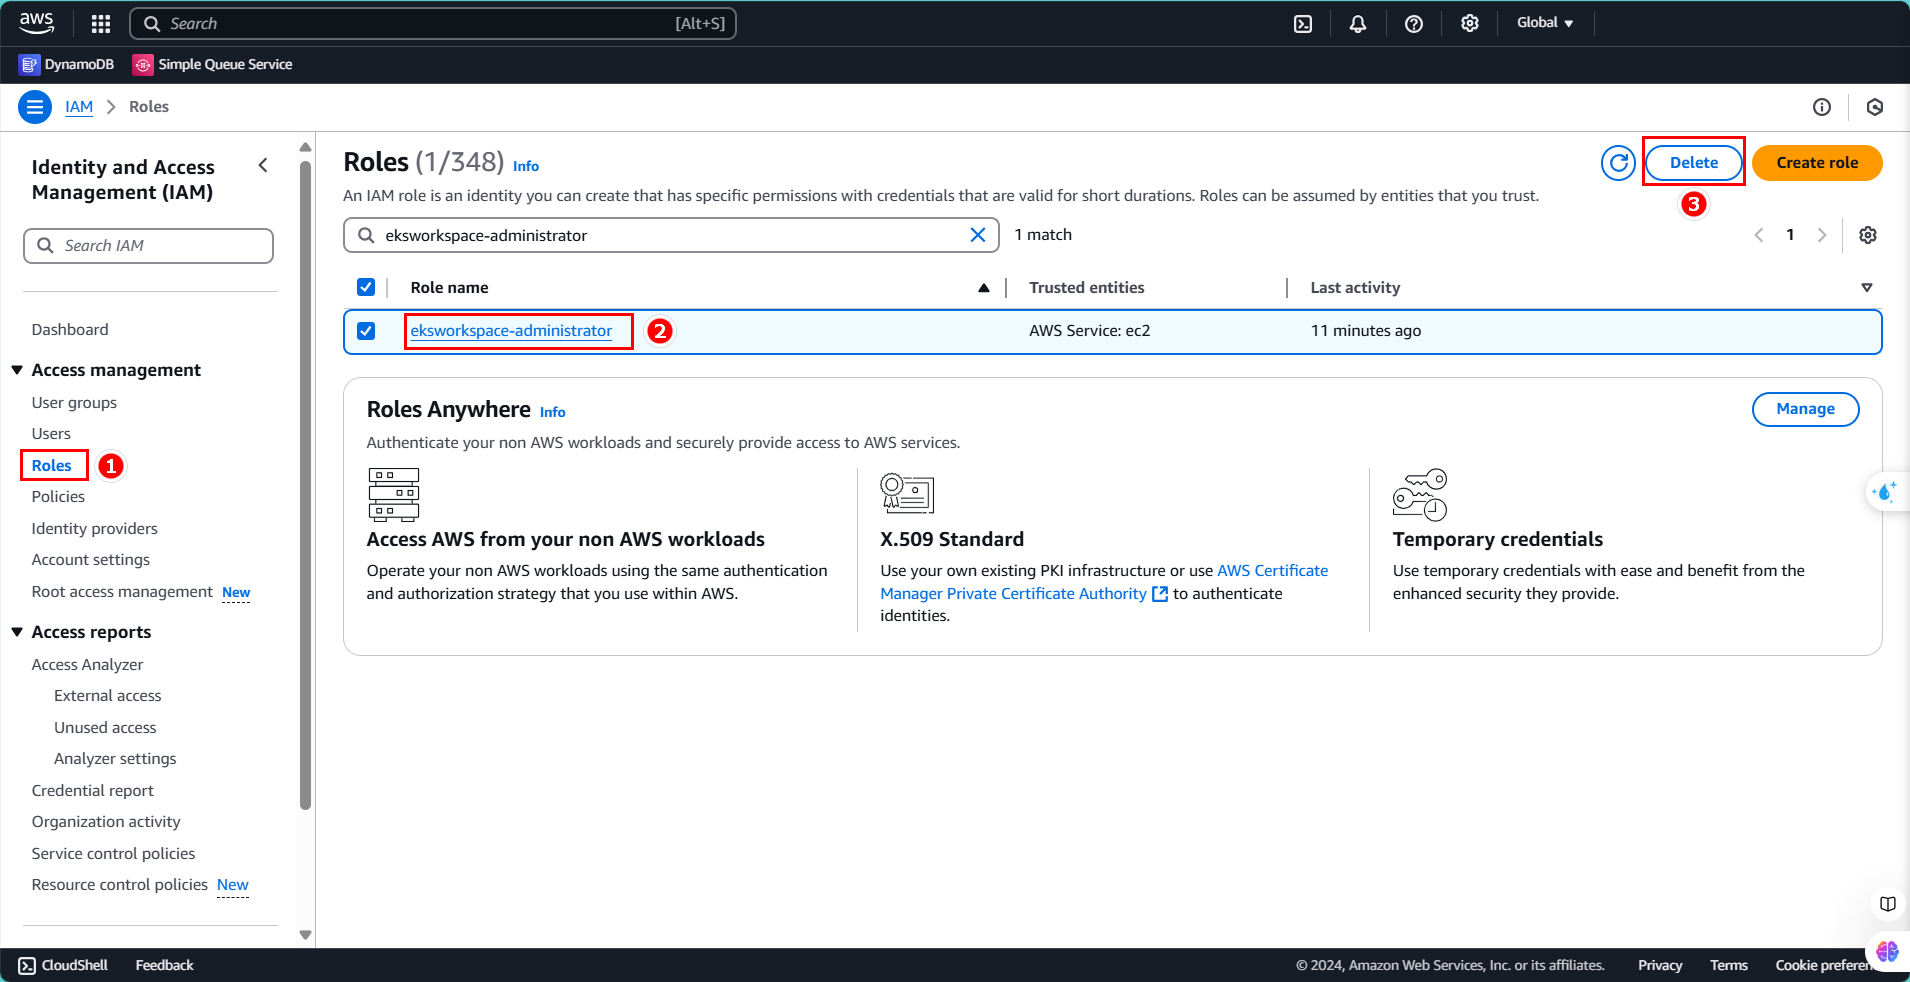 aws
Search [Alt+S]
Global
DynamoDB
Simple Queue Service
IAM
Roles
Identity and Access
Management (IAM)
Search IAM
Dashboard
Access management
User groups
Users
Roles
1
Policies
Identity providers
Account settings
Root access management New
Access reports
Access Analyzer
External access
Unused access
Analyzer settings
Credential report
Organization activity
Service control policies
Resource control policies New
Roles (1/348) Info
Delete
Create role
3
An IAM role is an identity you can create that has specific permissions with credentials that are valid for short durations. Roles can be assumed by entities that you trust.
eksworkspace-administrator
1 match
1
Role name
Trusted entities
Last activity
eksworkspace-administrator
2
AWS Service: ec2
11 minutes ago
Roles Anywhere Info
Manage
Authenticate your non AWS workloads and securely provide access to AWS services.
Access AWS from your non AWS workloads
Operate your non AWS workloads using the same authentication
and authorization strategy that you use within AWS.
X.509 Standard
Use your own existing PKI infrastructure or use AWS Certificate
Manager Private Certificate Authority to authenticate
identities.
Temporary credentials
Use temporary credentials with ease and benefit from the
enhanced security they provide.
CloudShell
Feedback
© 2024, Amazon Web Services, Inc. or its affiliates.
Privacy
Terms
Cookie preferen